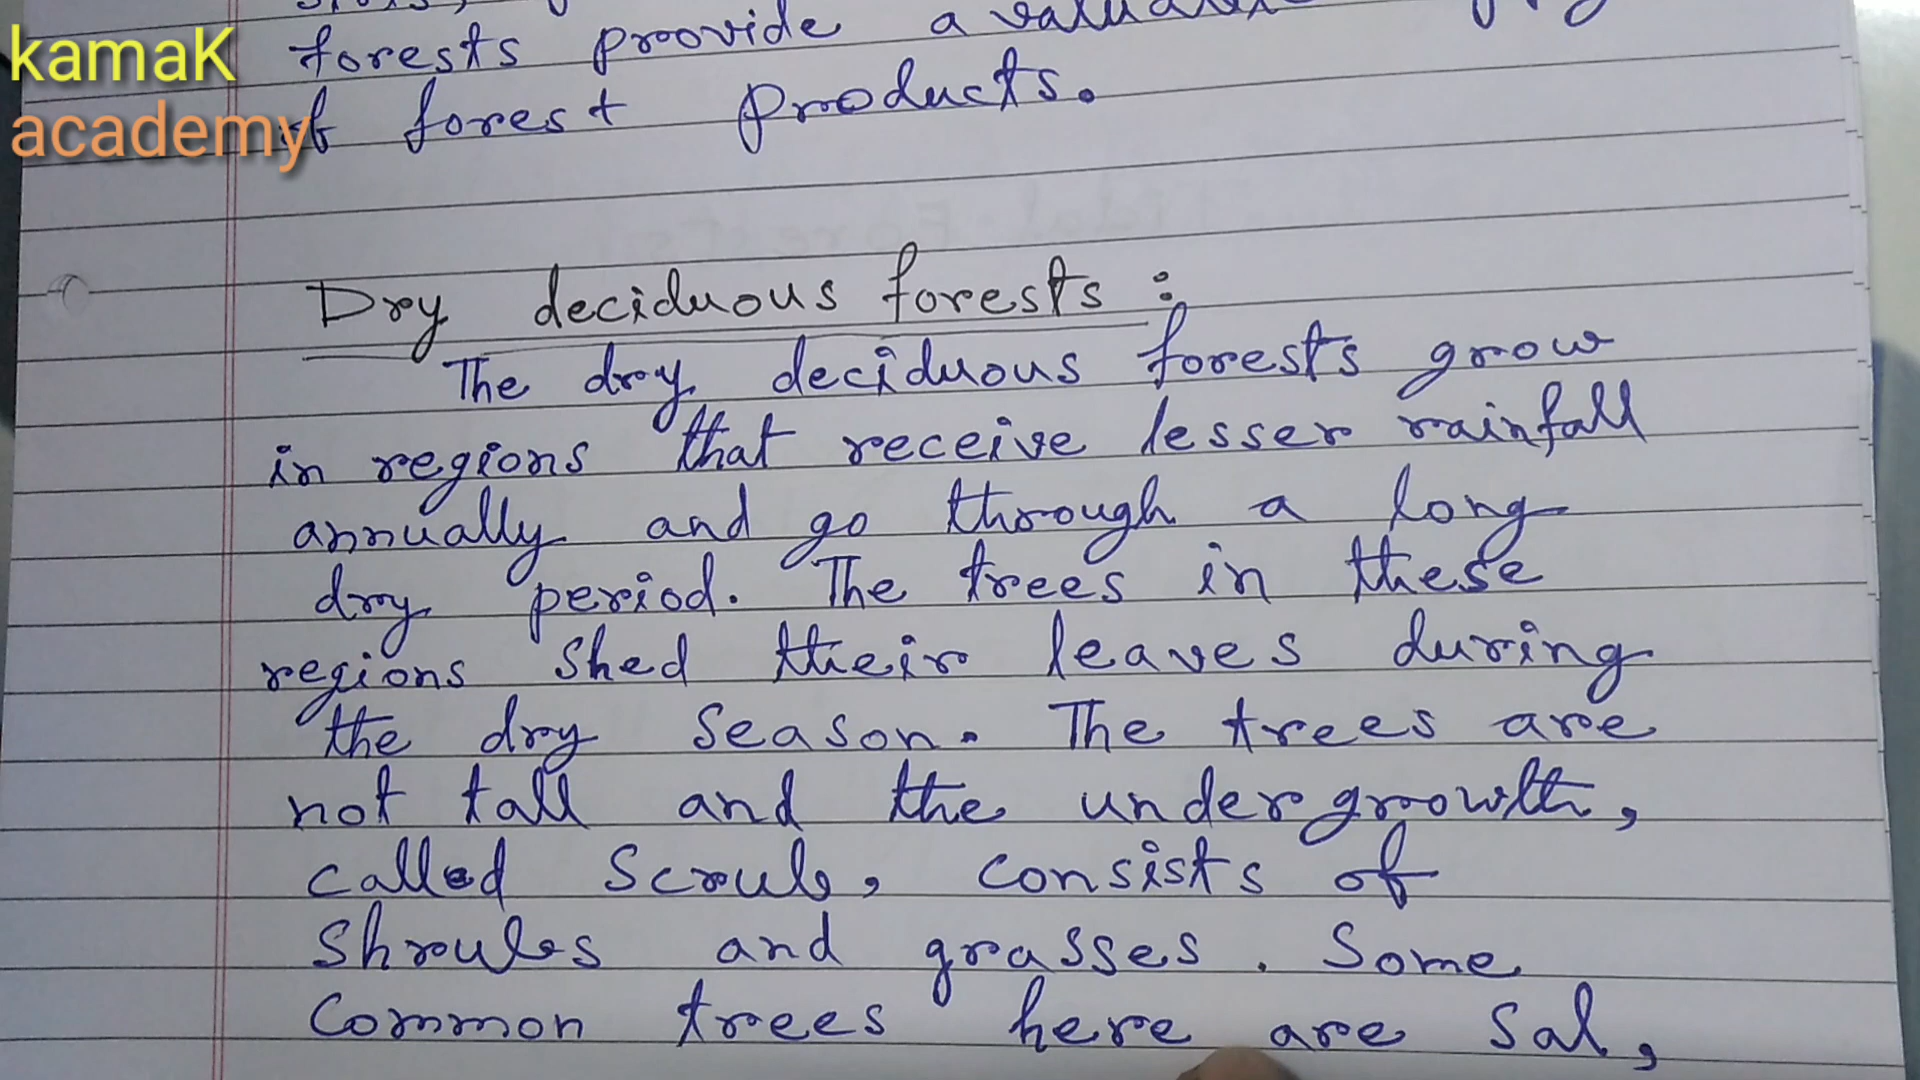 kamaK
academy
forests provide a
of forest products.
Dry deciduous forests :
The dry deciduous forests grow
in regions that receive lesser rainfall
annually and go through a long
dry period. The trees in these
regions shed their leaves during
the dry season. The trees are
not tall and the undergrowth,
called Scrub, consists of
Shrubs and grasses. Some
Common trees here are Sal,